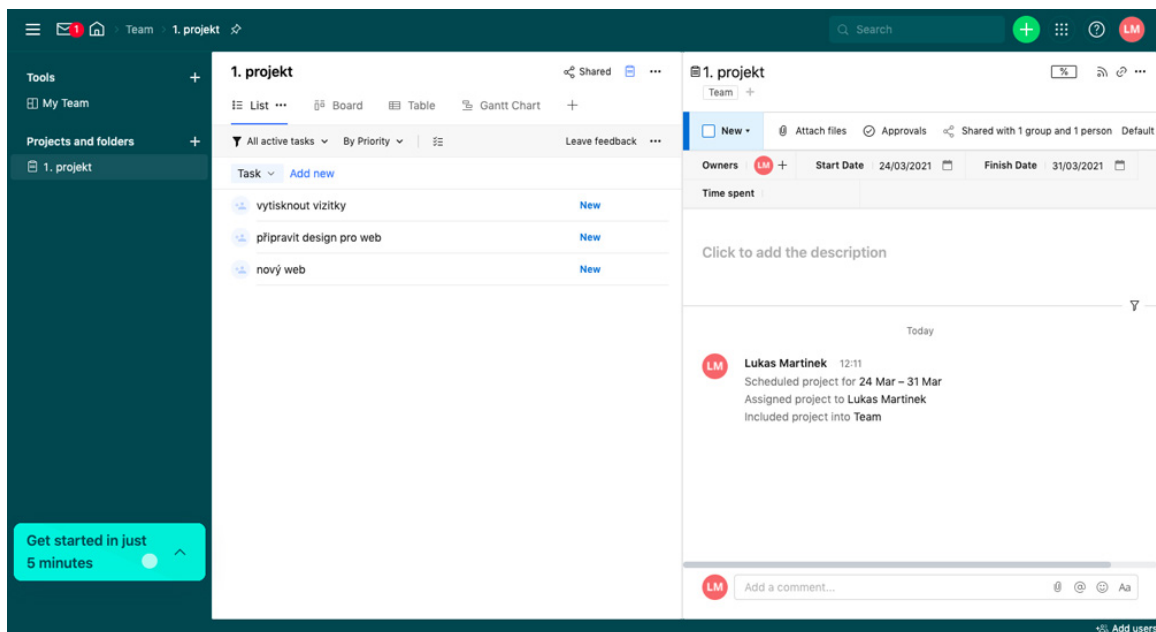 1 Team 1. projekt Search LM
Tools +
My Team
Projects and folders +
1. projekt
Get started in just
5 minutes
1. projekt Shared
List Board Table Gantt Chart +
All active tasks By Priority Leave feedback
Task Add new
vytisknout vizitky New
připravit design pro web New
nový web New
1. projekt %
Team +
New Attach files Approvals Shared with 1 group and 1 person Default
Owners LM + Start Date 24/03/2021 Finish Date 31/03/2021
Time spent
Click to add the description
Today
LM Lukas Martinek 12:11
Scheduled project for 24 Mar – 31 Mar
Assigned project to Lukas Martinek
Included project into Team
LM Add a comment... @ Aa
Add users